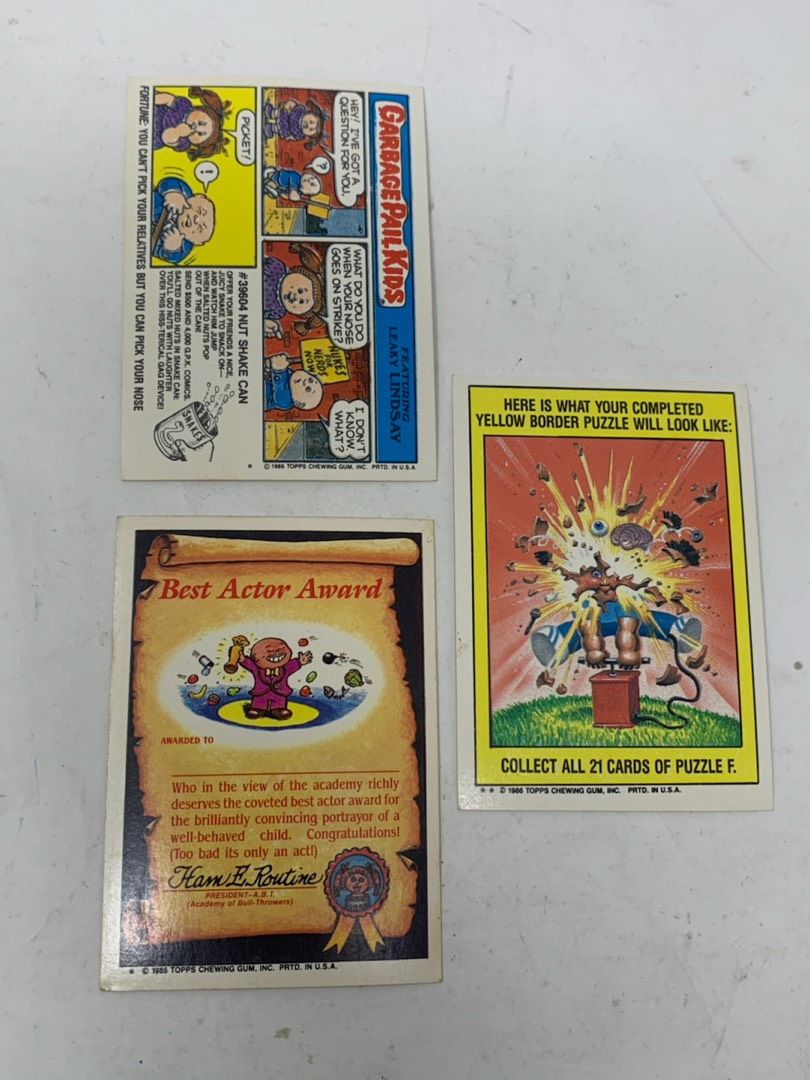 GARBAGE PAIL KIDS
FEATURING
LEAKY LINDSAY
HEY! I'VE GOT A
QUESTION FOR YOU.
?
WHAT DO YOU DO
WHEN YOUR NOSE
GOES ON STRIKE?
NUKES
FOR
NERDS
NOW!
I DON'T
KNOW.
WHAT?
© 1986 TOPPS CHEWING GUM, INC. PRTD. IN U.S.A.
*
PICKET!
!
#39604 NUT SHAKE CAN
OFFER YOUR FRIENDS A NICE,
JUICY SNAKE TO SNACK ON—
AND WATCH HIM JUMP
WHEN SALTED NUTS POP
OUT OF THE CAN!
SEND $500 AND 4,000 G.P.K. COMICS.
SALTED MIXED NUTS IN SNAKE CAN:
YOU'LL GO NUTS WITH LAUGHTER
OVER THIS HISS-TERICAL GAG DEVICE!
SNAKES
FORTUNE: YOU CAN'T PICK YOUR RELATIVES BUT YOU CAN PICK YOUR NOSE
HERE IS WHAT YOUR COMPLETED
YELLOW BORDER PUZZLE WILL LOOK LIKE:
COLLECT ALL 21 CARDS OF PUZZLE F.
* * © 1986 TOPPS CHEWING GUM, INC. PRTD. IN U.S.A.
Best Actor Award
AWARDED TO
Who in the view of the academy richly
deserves the coveted best actor award for
the brilliantly convincing portrayor of a
well-behaved child. Congratulations!
(Too bad its only an act!)
Ham E. Routine
PRESIDENT-A.B.T.
(Academy of Bull-Throwers)
* © 1985 TOPPS CHEWING GUM, INC. PRTD. IN U.S.A.